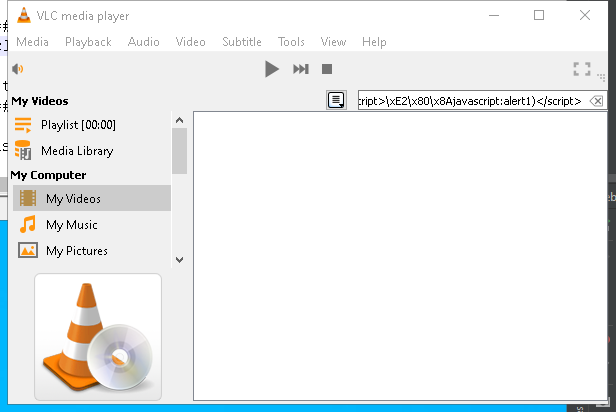 VLC media player
Media Playback Audio Video Subtitle Tools View Help
My Videos
cript>\xE2\x80\x8Ajavascript:alert1)</script>
Playlist [00:00]
Media Library
My Computer
My Videos
My Music
My Pictures